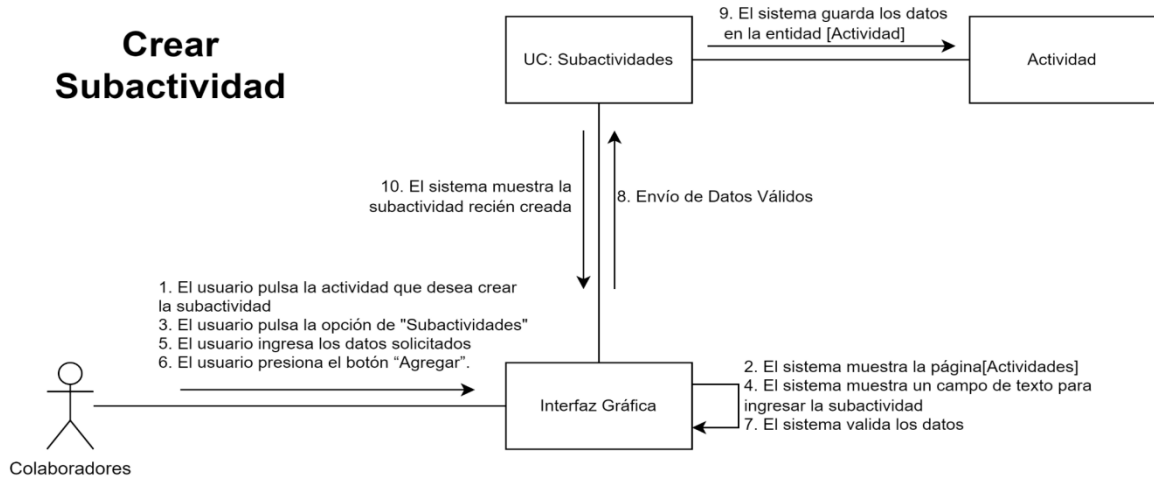 Crear
Subactividad
9. El sistema guarda los datos
en la entidad [Actividad]
UC: Subactividades
Actividad
10. El sistema muestra la
subactividad recién creada
8. Envío de Datos Válidos
1. El usuario pulsa la actividad que desea crear
la subactividad
3. El usuario pulsa la opción de "Subactividades"
5. El usuario ingresa los datos solicitados
6. El usuario presiona el botón “Agregar”.
Interfaz Gráfica
2. El sistema muestra la página[Actividades]
4. El sistema muestra un campo de texto para
ingresar la subactividad
7. El sistema valida los datos
Colaboradores